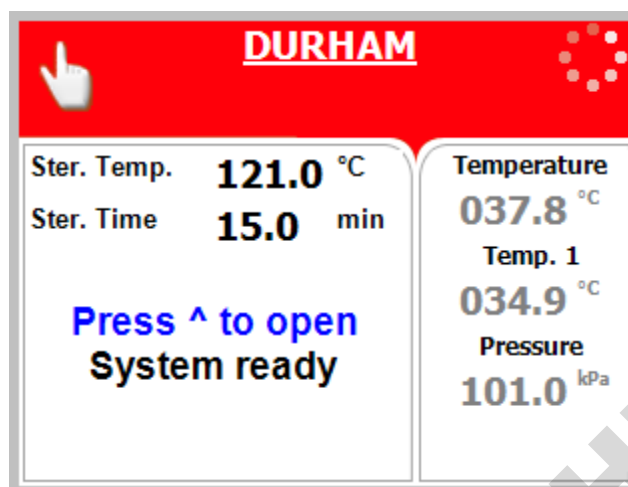 DURHAM
Ster. Temp. 121.0 °C
Ster. Time 15.0 min
Press ^ to open
System ready
Temperature
037.8 °C
Temp. 1
034.9 °C
Pressure
101.0 kPa